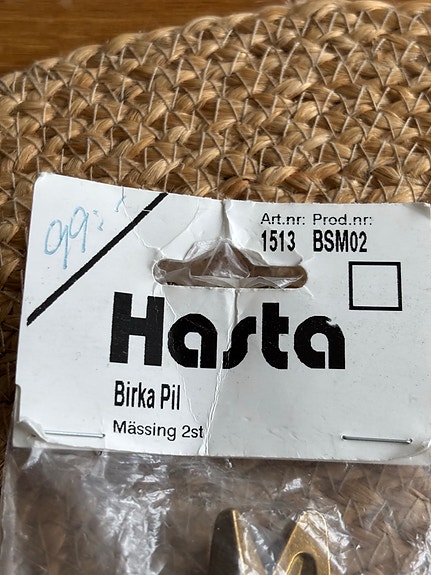 99:-
Art.nr: Prod.nr:
1513 BSM02
Hasta
Birka Pil
Mässing 2st